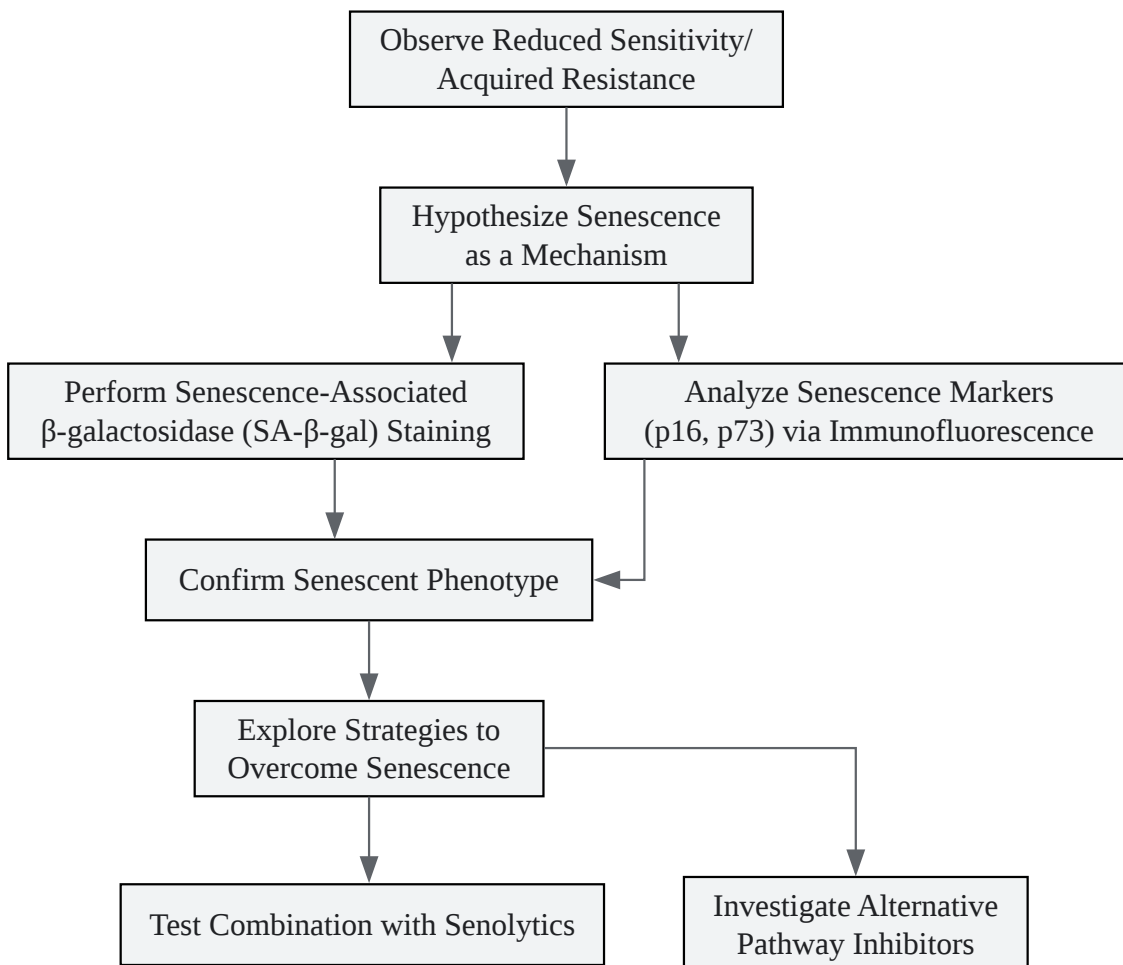 Observe Reduced Sensitivity/
Acquired Resistance
Hypothesize Senescence
as a Mechanism
Perform Senescence-Associated
β-galactosidase (SA-β-gal) Staining
Analyze Senescence Markers
(p16, p73) via Immunofluorescence
Confirm Senescent Phenotype
Explore Strategies to
Overcome Senescence
Test Combination with Senolytics
Investigate Alternative
Pathway Inhibitors